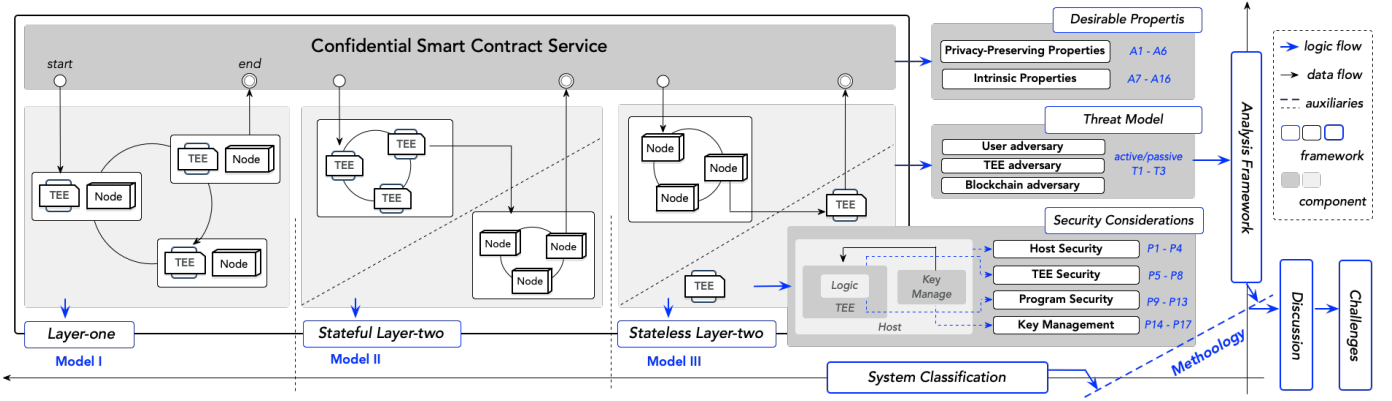 Confidential Smart Contract Service
start
end
TEE
Node
TEE
Node
TEE
Node
TEE
TEE
TEE
Node
Node
Node
Node
Node
Node
TEE
TEE
Layer-one
Model I
Stateful Layer-two
Model II
Stateless Layer-two
Model III
Desirable Propertis
Privacy-Preserving Properties
A1 - A6
Intrinsic Properties
A7 - A16
Threat Model
User adversary
TEE adversary
Blockchain adversary
active/passive
T1 - T3
Security Considerations
Logic
TEE
Key
Manage
Host
Host Security
P1 - P4
TEE Security
P5 - P8
Program Security
P9 - P13
Key Management
P14 - P17
Analysis Framework
logic flow
data flow
auxiliaries
framework
component
System Classification
Methoology
Discussion
Challenges